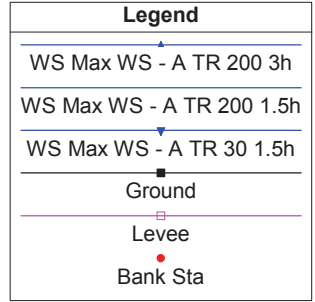 Legend
WS Max WS - A TR 200 3h
WS Max WS - A TR 200 1.5h
WS Max WS - A TR 30 1.5h
Ground
Levee
Bank Sta